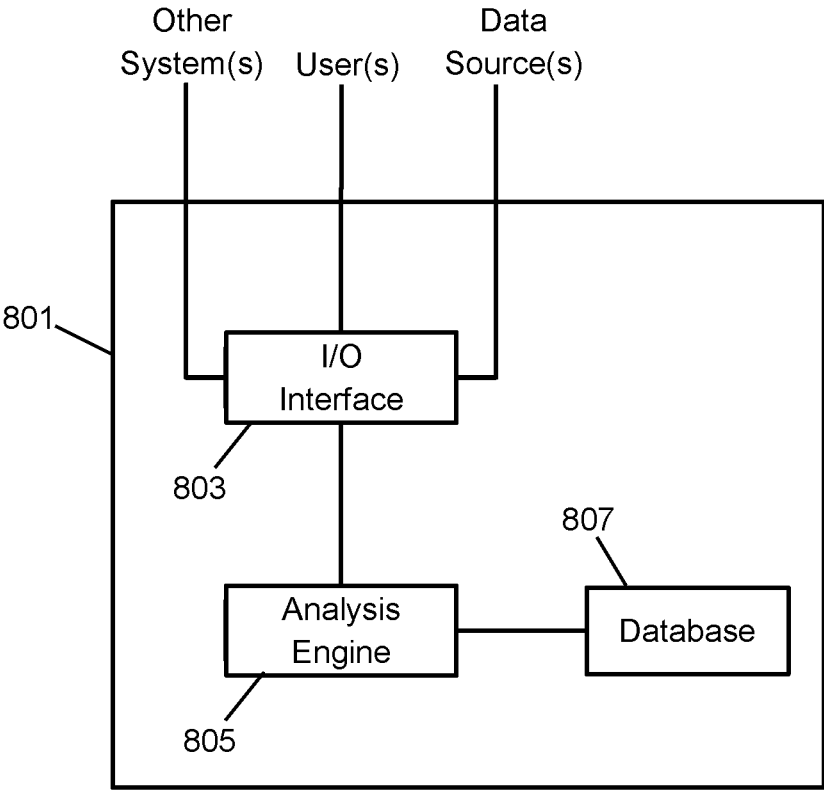 Other
System(s)
User(s)
Data
Source(s)
801
I/O
Interface
803
807
Analysis
Engine
Database
805